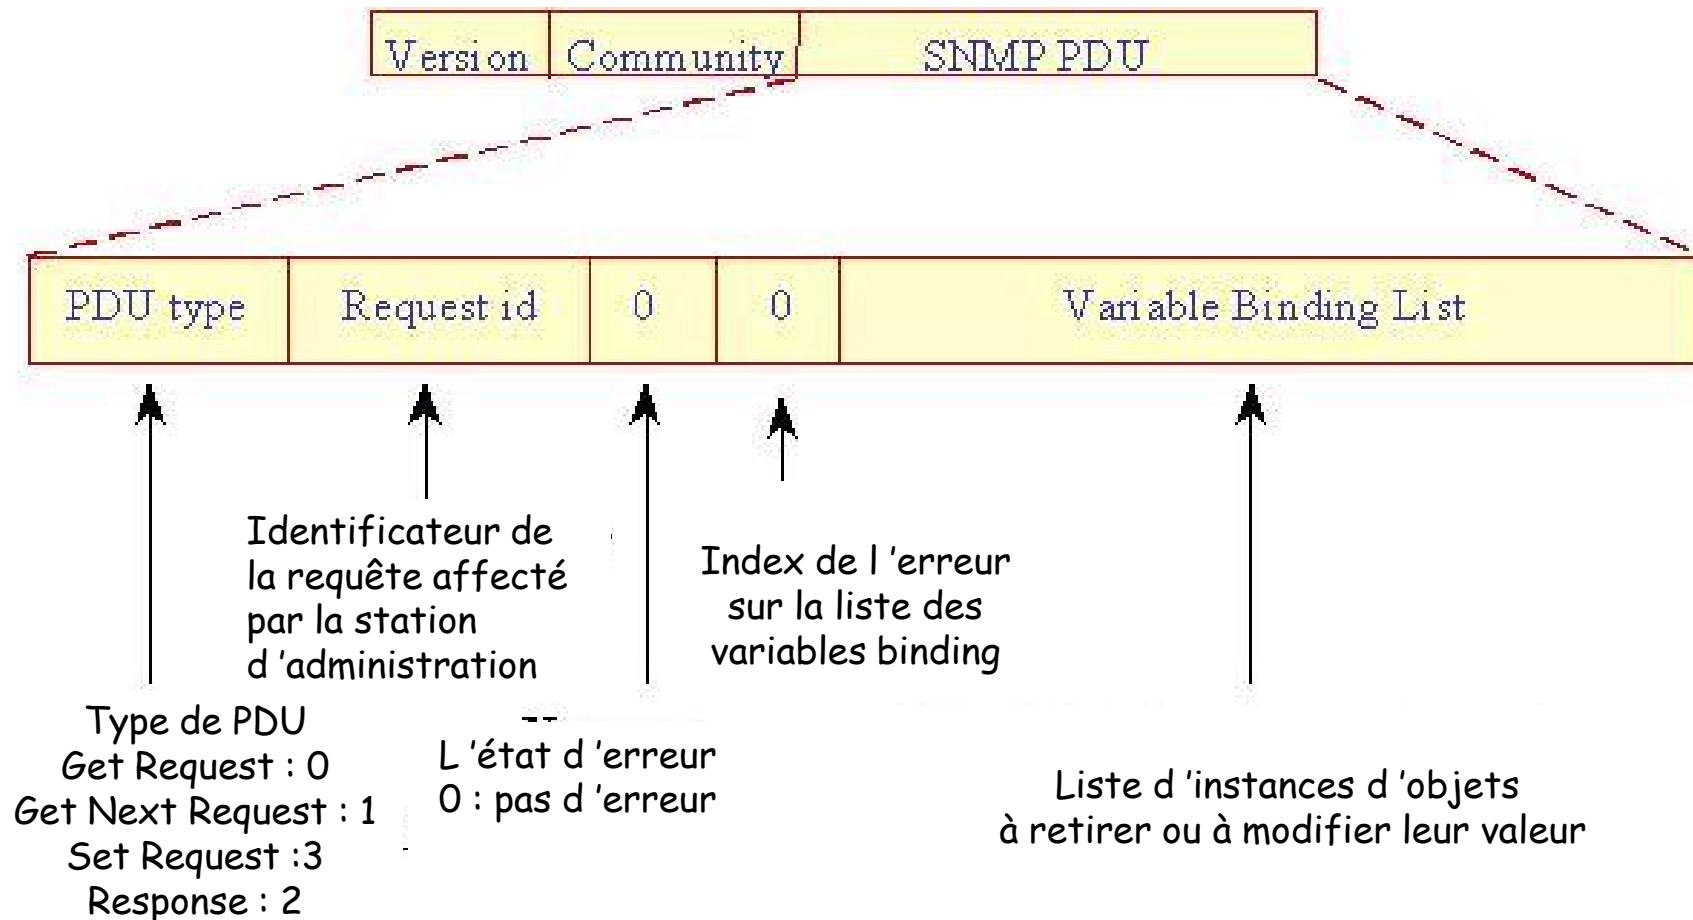 Version Community SNMP PDU
PDU type Request id 0 0 Variable Binding List
Identificateur de
la requête affecté
par la station
d ’administration
Index de l ’erreur
sur la liste des
variables binding
Type de PDU
Get Request : 0
Get Next Request : 1
Set Request :3
Response : 2
L ’état d ’erreur
0 : pas d ’erreur
Liste d ’instances d ’objets
à retirer ou à modifier leur valeur